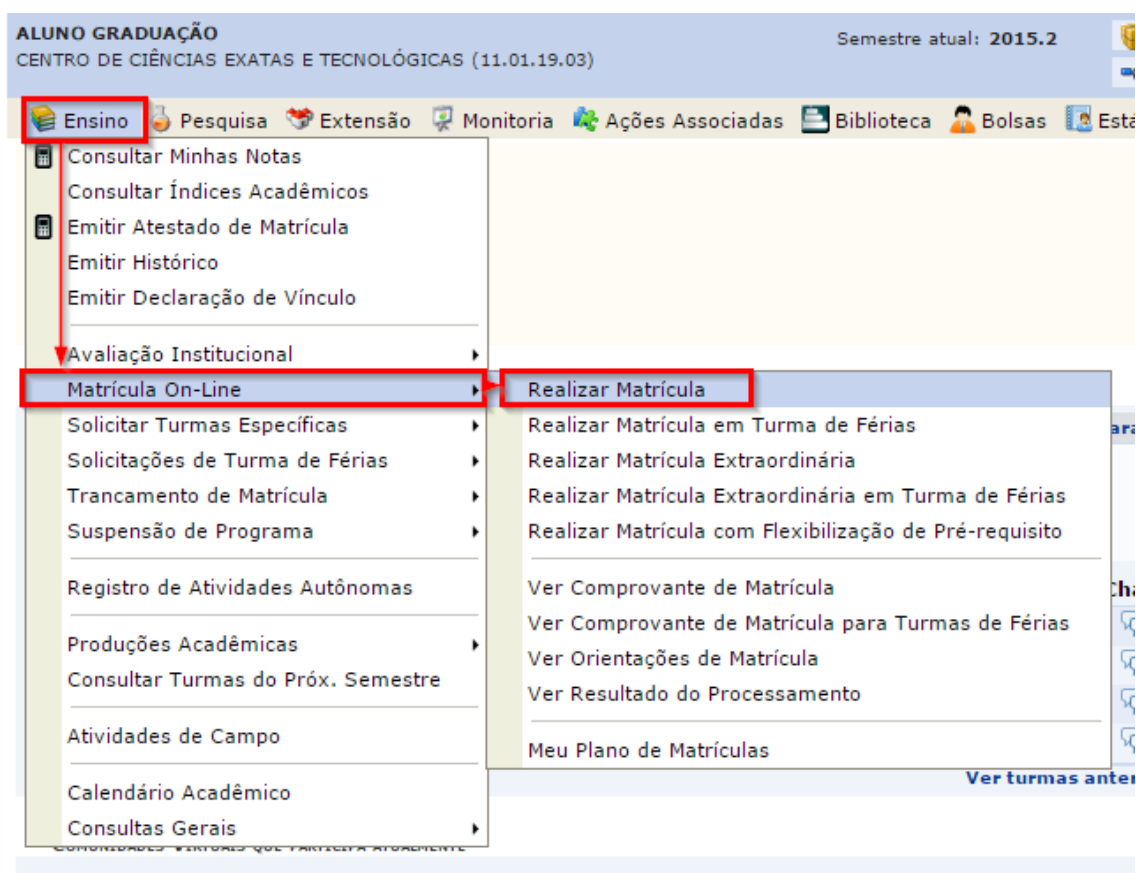 ALUNO GRADUAÇÃO
Semestre atual: 2015.2
CENTRO DE CIÊNCIAS EXATAS E TECNOLÓGICAS (11.01.19.03)
Ensino Pesquisa Extensão Monitoria Ações Associadas Biblioteca Bolsas Está
Consultar Minhas Notas
Consultar Índices Acadêmicos
Emitir Atestado de Matrícula
Emitir Histórico
Emitir Declaração de Vínculo
Avaliação Institucional
Matrícula On-Line
Solicitar Turmas Específicas
Solicitações de Turma de Férias
Trancamento de Matrícula
Suspensão de Programa
Registro de Atividades Autônomas
Produções Acadêmicas
Consultar Turmas do Próx. Semestre
Atividades de Campo
Calendário Acadêmico
Consultas Gerais
Realizar Matrícula
Realizar Matrícula em Turma de Férias
Realizar Matrícula Extraordinária
Realizar Matrícula Extraordinária em Turma de Férias
Realizar Matrícula com Flexibilização de Pré-requisito
Ver Comprovante de Matrícula
Ver Comprovante de Matrícula para Turmas de Férias
Ver Orientações de Matrícula
Ver Resultado do Processamento
Meu Plano de Matrículas
Ver turmas anter